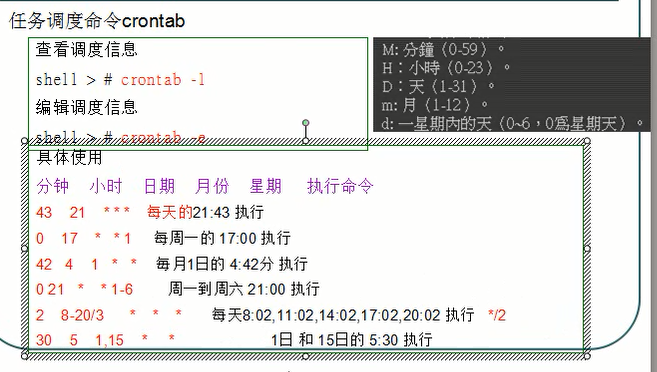 任务调度命令crontab
查看调度信息
shell > # crontab -l
编辑调度信息
shell > # crontab -e
M: 分鐘（0-59）。
H：小時（0-23）。
D：天（1-31）。
m: 月（1-12）。
d: 一星期內的天（0~6，0爲星期天）。
具体使用
分钟 小时 日期 月份 星期 执行命令
43 21 * * * 每天的21:43 执行
0 17 * * 1 每周一的 17:00 执行
42 4 1 * * 每月1日的 4:42分 执行
0 21 * * 1-6 周一到周六 21:00 执行
2 8-20/3 * * * 每天8:02,11:02,14:02,17:02,20:02 执行 */2
30 5 1,15 * * 1日 和 15日的 5:30 执行